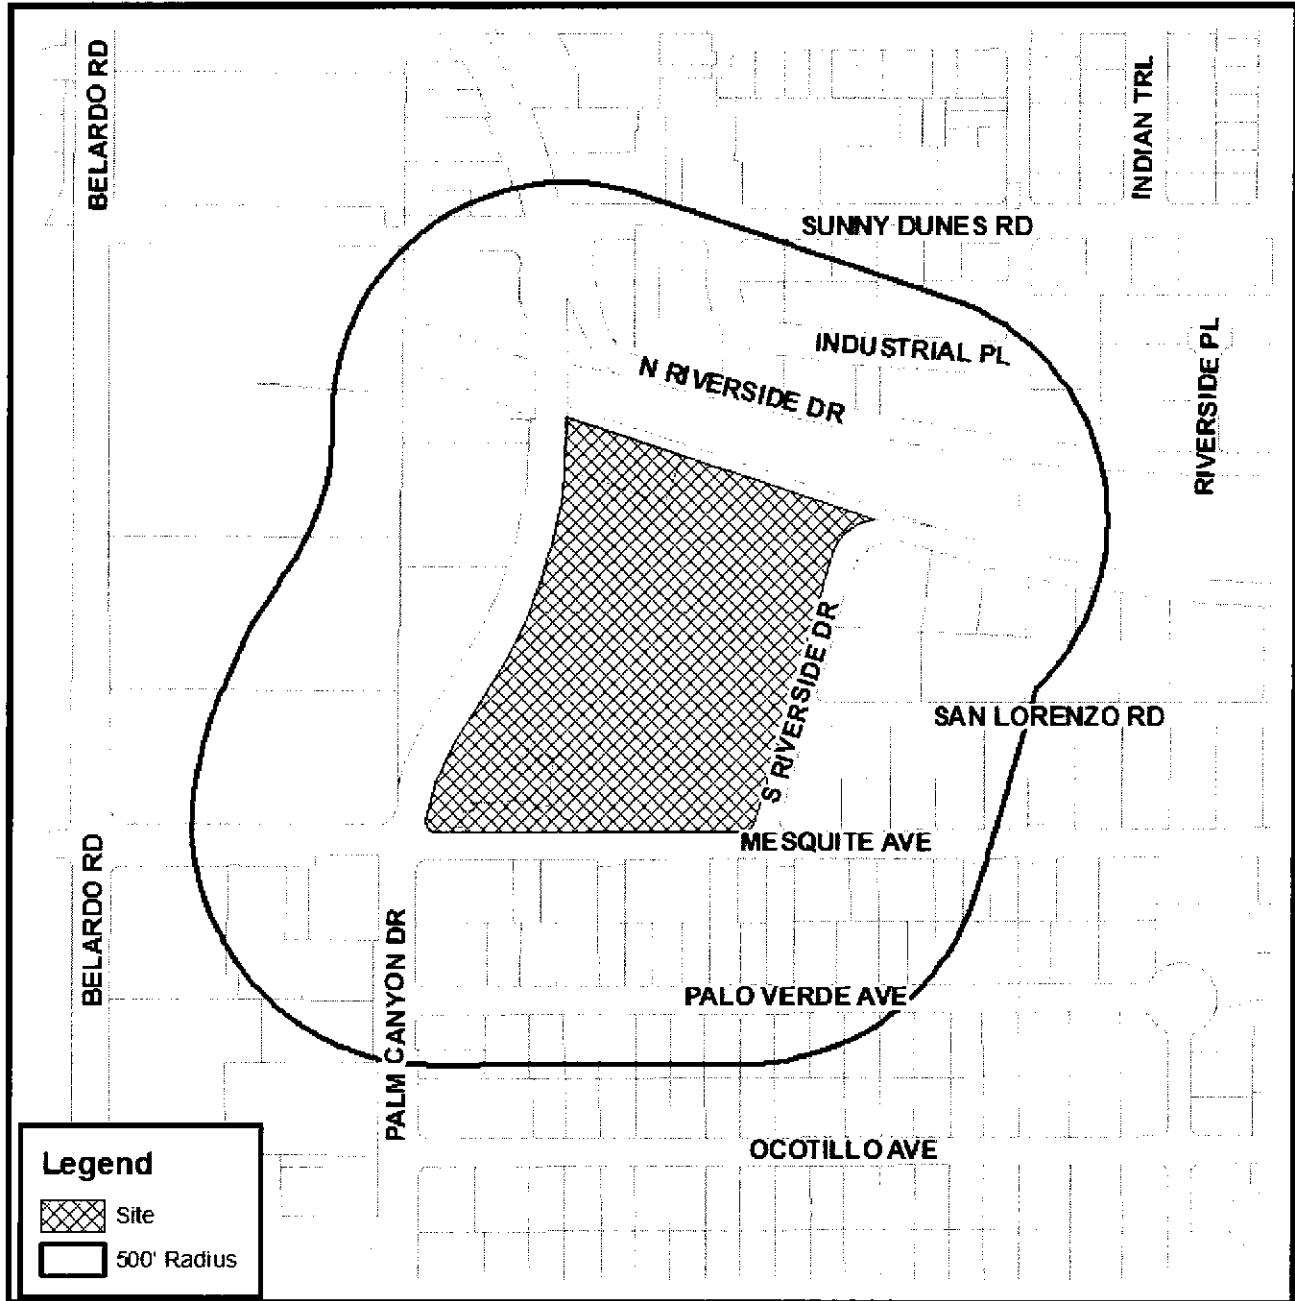 BELARDO RD
INDIAN TRL
SUNNY DUNES RD
INDUSTRIAL PL
N RIVERSIDE DR
RIVERSIDE PL
S RIVERSIDE DR
SAN LORENZO RD
MESQUITE AVE
BELARDO RD
PALM CANYON DR
PALO VERDE AVE
OCOTILLO AVE
Legend
Site
500' Radius